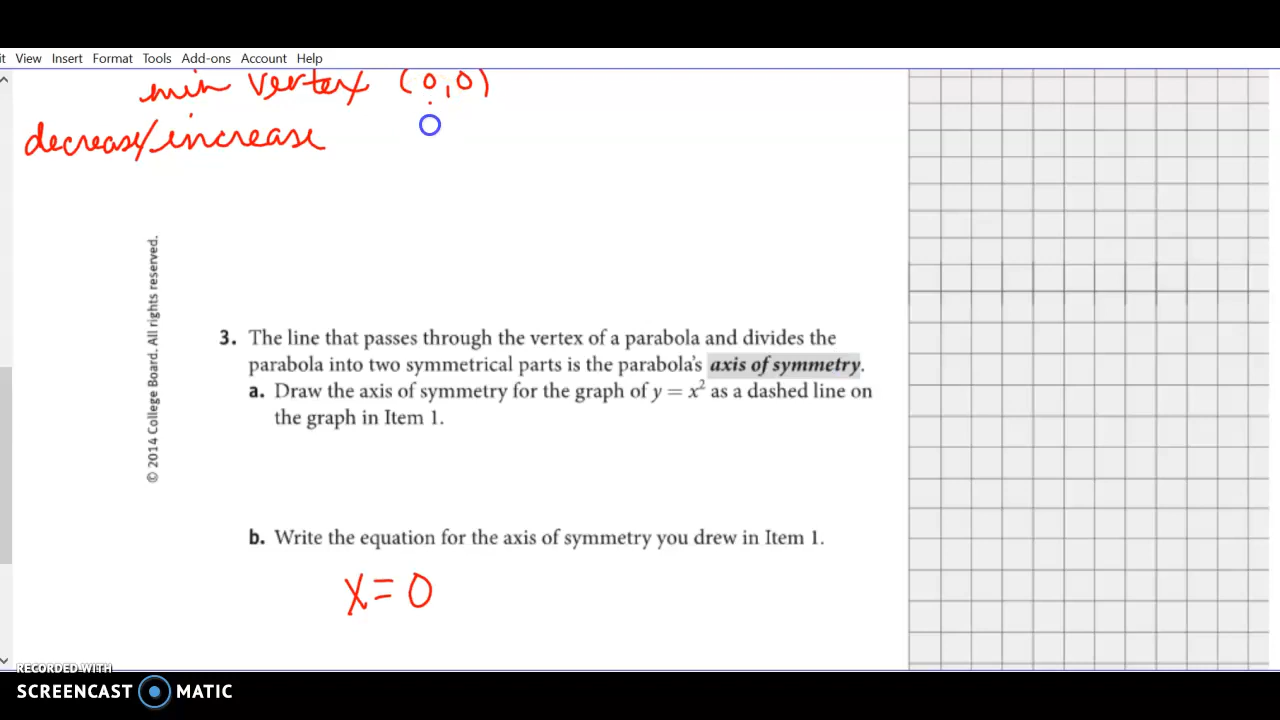 it View Insert Format Tools Add-ons Account Help
min vertex (0,0)
decrease/increase
© 2014 College Board. All rights reserved.
3. The line that passes through the vertex of a parabola and divides the
parabola into two symmetrical parts is the parabola's axis of symmetry.
a. Draw the axis of symmetry for the graph of y = x² as a dashed line on
the graph in Item 1.
b. Write the equation for the axis of symmetry you drew in Item 1.
x = 0
RECORDED WITH
SCREENCAST MATIC